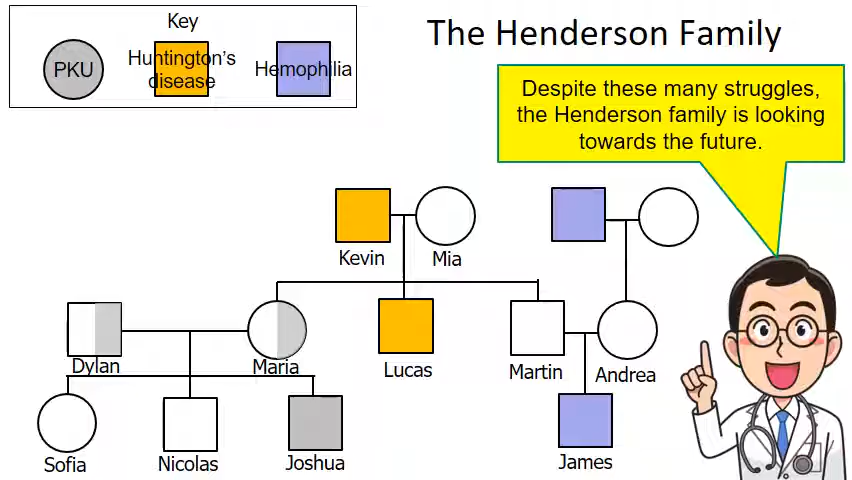 The Henderson Family
Key
PKU
Huntington’s
disease
Hemophilia
Despite these many struggles,
the Henderson family is looking
towards the future.
Kevin
Mia
Dylan
Maria
Lucas
Martin
Andrea
Sofia
Nicolas
Joshua
James